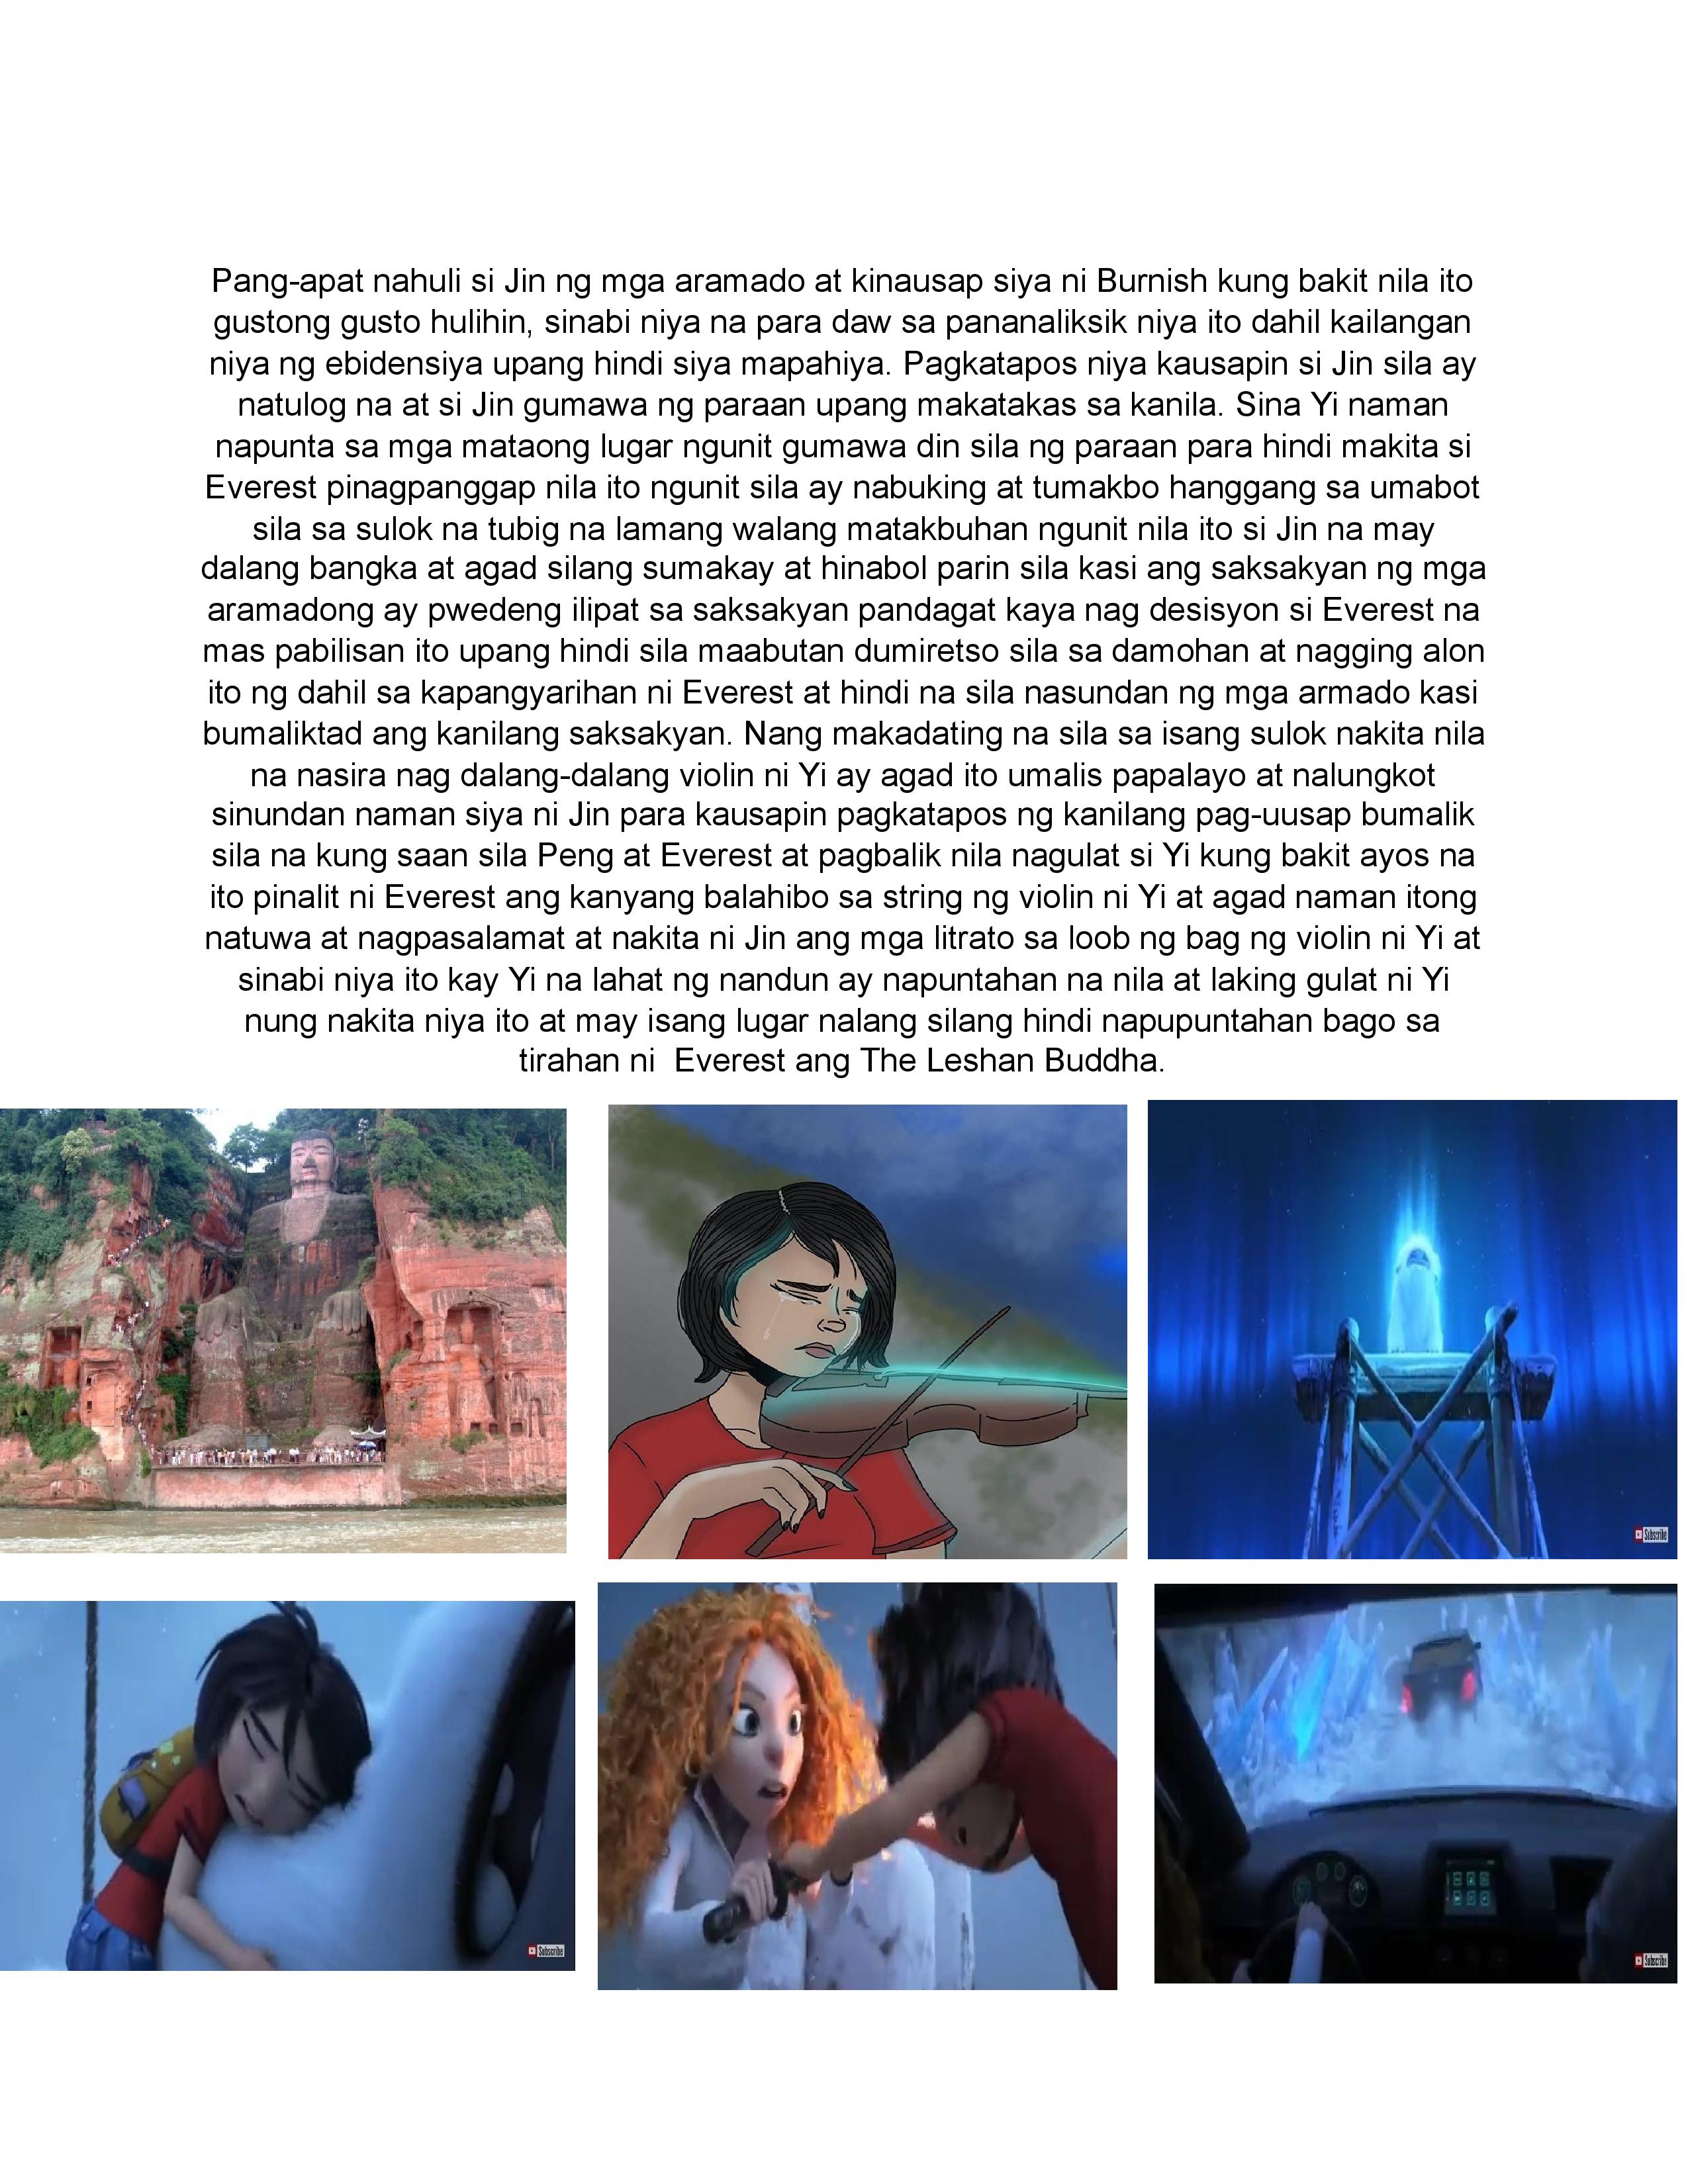 Pang-apat nahuli si Jin ng mga aramado at kinausap siya ni Burnish kung bakit nila ito
gustong gusto hulihin, sinabi niya na para daw sa pananaliksik niya ito dahil kailangan
niya ng ebidensiya upang hindi siya mapahiya. Pagkatapos niya kausapin si Jin sila ay
natulog na at si Jin gumawa ng paraan upang makatakas sa kanila. Sina Yi naman
napunta sa mga mataong lugar ngunit gumawa din sila ng paraan para hindi makita si
Everest pinagpanggap nila ito ngunit sila ay nabuking at tumakbo hanggang sa umabot
sila sa sulok na tubig na lamang walang matakbuhan ngunit nila ito si Jin na may
dalang bangka at agad silang sumakay at hinabol parin sila kasi ang saksakyan ng mga
aramadong ay pwedeng ilipat sa saksakyan pandagat kaya nag desisyon si Everest na
mas pabilisan ito upang hindi sila maabutan dumiretso sila sa damohan at nagging alon
ito ng dahil sa kapangyarihan ni Everest at hindi na sila nasundan ng mga armado kasi
bumaliktad ang kanilang saksakyan. Nang makadating na sila sa isang sulok nakita nila
na nasira nag dalang-dalang violin ni Yi ay agad ito umalis papalayo at nalungkot
sinundan naman siya ni Jin para kausapin pagkatapos ng kanilang pag-uusap bumalik
sila na kung saan sila Peng at Everest at pagbalik nila nagulat si Yi kung bakit ayos na
ito pinalit ni Everest ang kanyang balahibo sa string ng violin ni Yi at agad naman itong
natuwa at nagpasalamat at nakita ni Jin ang mga litrato sa loob ng bag ng violin ni Yi at
sinabi niya ito kay Yi na lahat ng nandun ay napuntahan na nila at laking gulat ni Yi
nung nakita niya ito at may isang lugar nalang silang hindi napupuntahan bago sa
tirahan ni  Everest ang The Leshan Buddha.
Subscribe
Subscribe
Subscribe